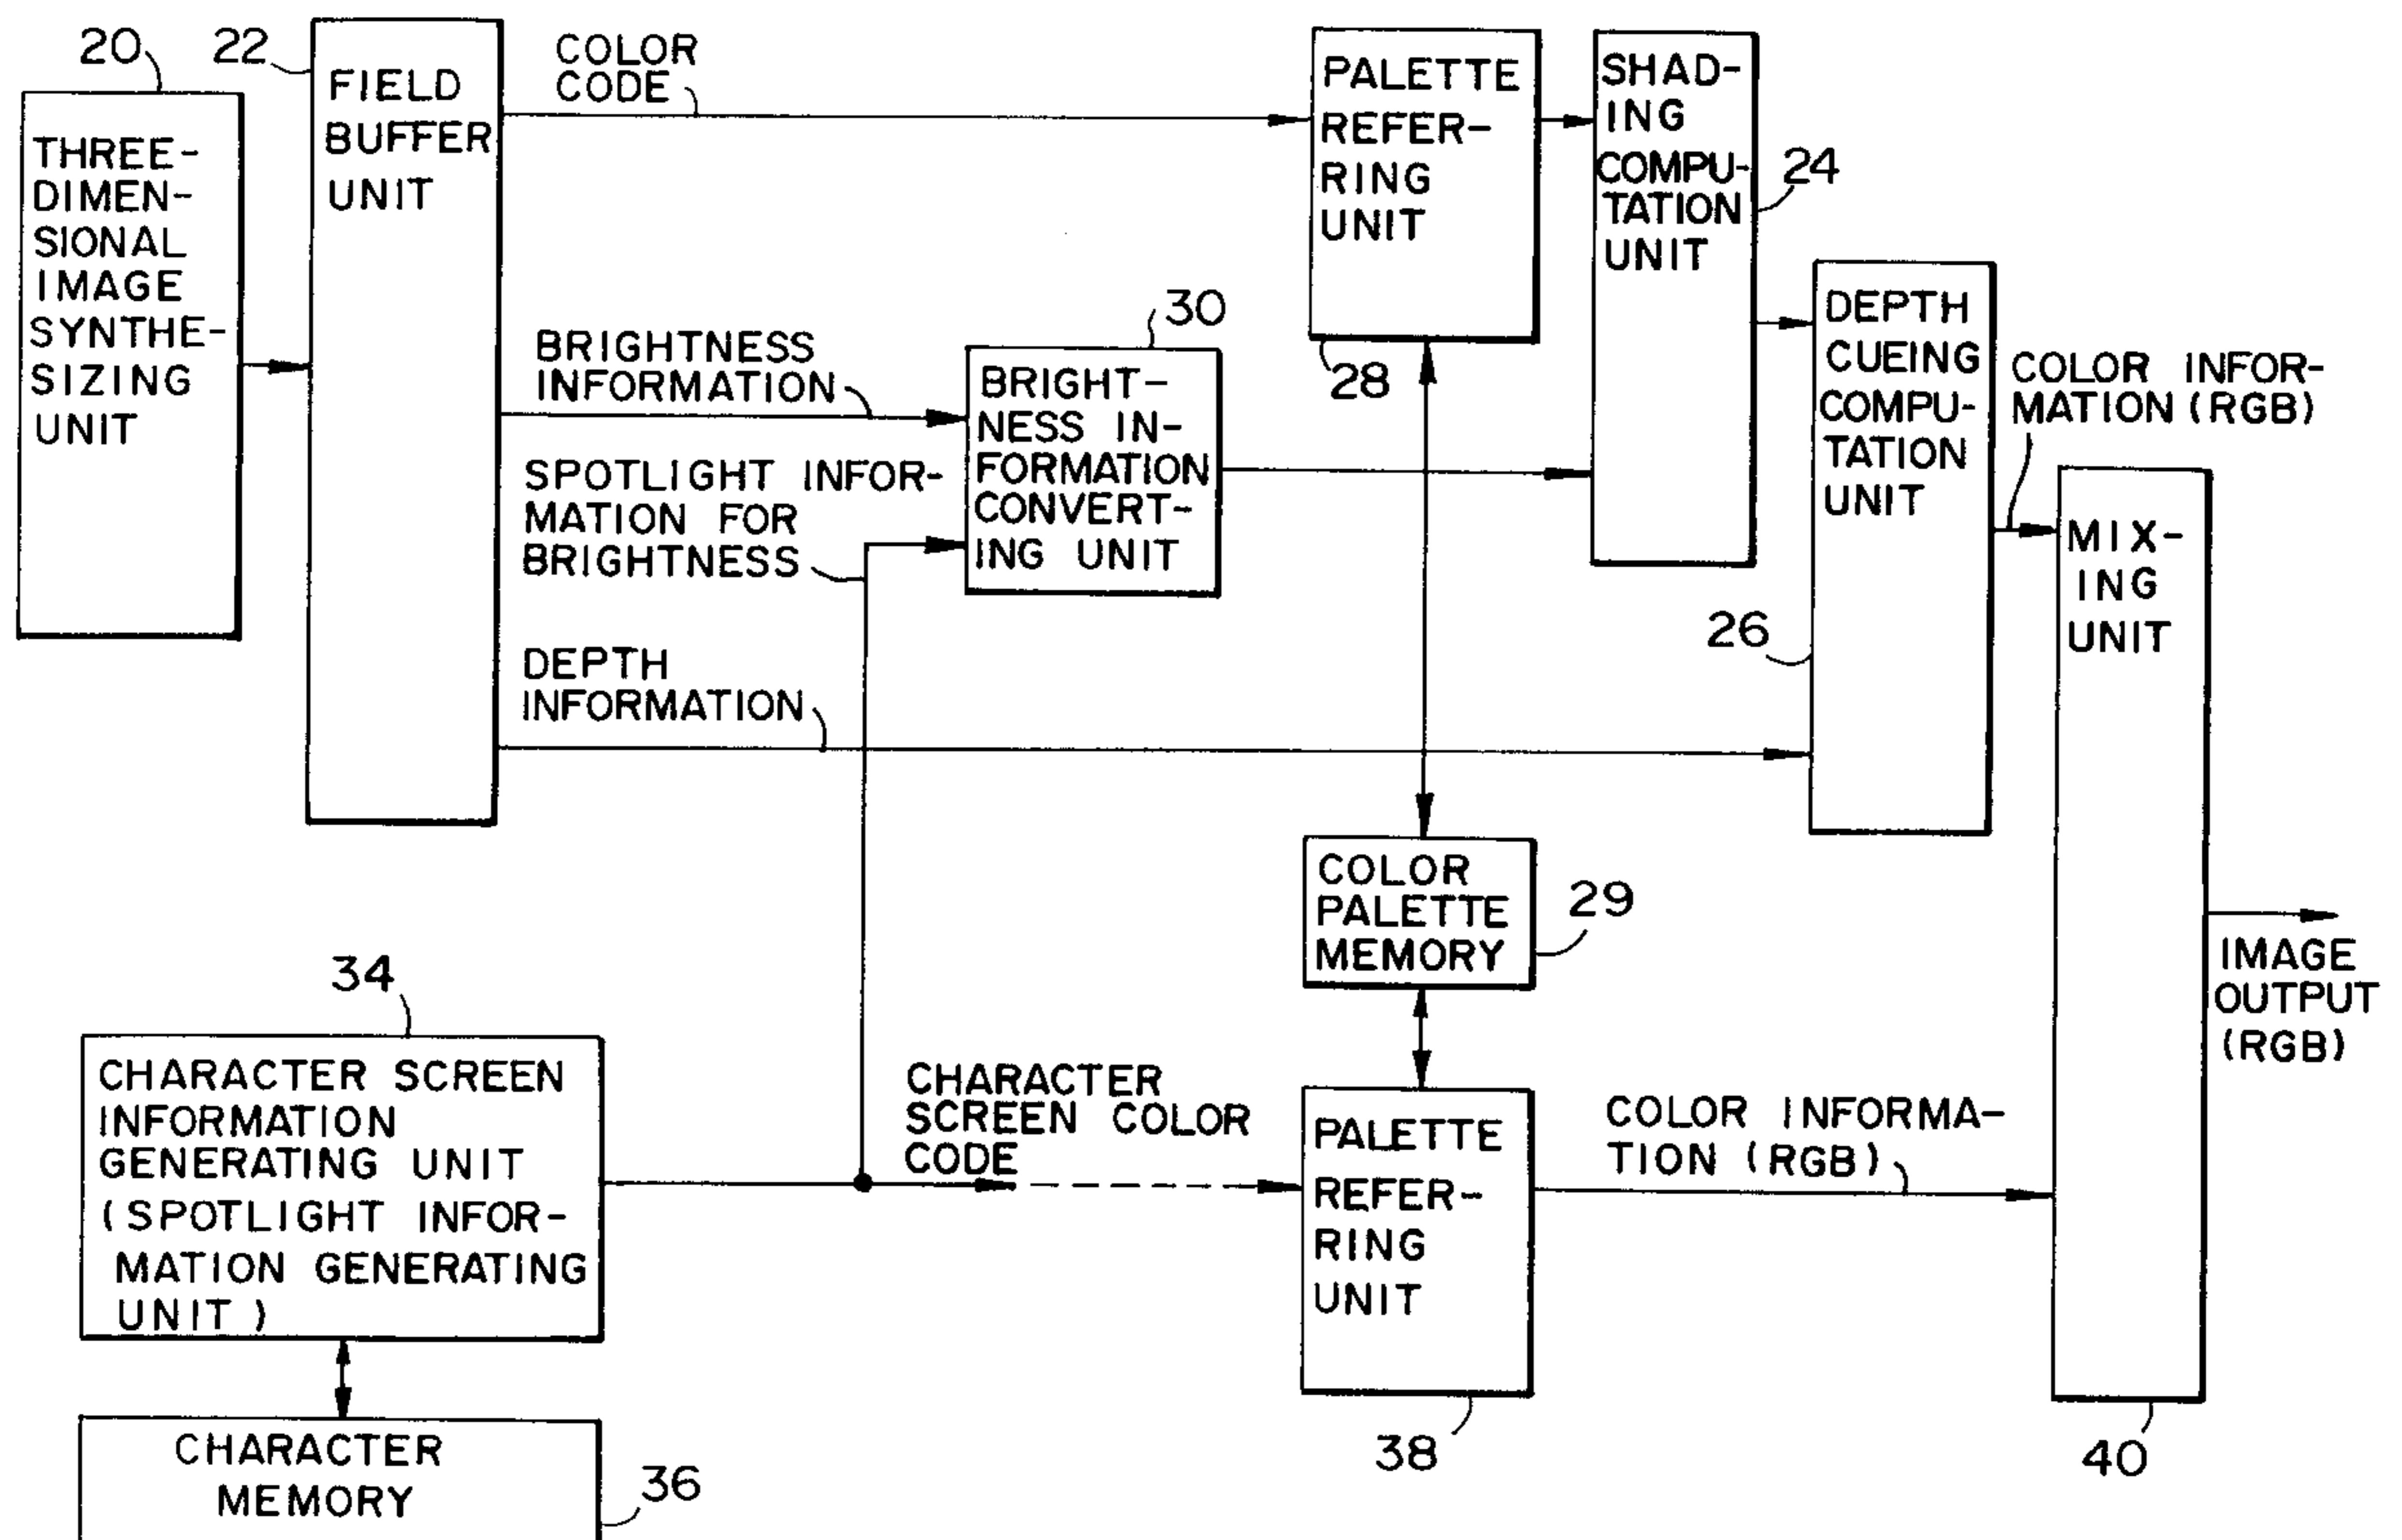 20
THREE-
DIMEN-
SIONAL
IMAGE
SYNTHE-
SIZING
UNIT
22
FIELD
BUFFER
UNIT
COLOR
CODE
BRIGHTNESS
INFORMATION
SPOTLIGHT INFOR-
MATION FOR
BRIGHTNESS
DEPTH
INFORMATION
30
BRIGHT-
NESS IN-
FORMATION
CONVERT-
ING UNIT
PALETTE
REFER-
RING
UNIT
28
SHAD-
ING
COMPU-
TATION
UNIT
24
DEPTH
CUEING
COMPU-
TATION
UNIT
26
COLOR INFOR-
MATION (RGB)
MIX-
ING
UNIT
COLOR
PALETTE
MEMORY
29
IMAGE
OUTPUT
(RGB)
34
CHARACTER SCREEN
INFORMATION
GENERATING UNIT
(SPOTLIGHT INFOR-
MATION GENERATING
UNIT)
CHARACTER
SCREEN COLOR
CODE
PALETTE
REFER-
RING
UNIT
38
COLOR INFORMA-
TION (RGB)
40
CHARACTER
MEMORY
36